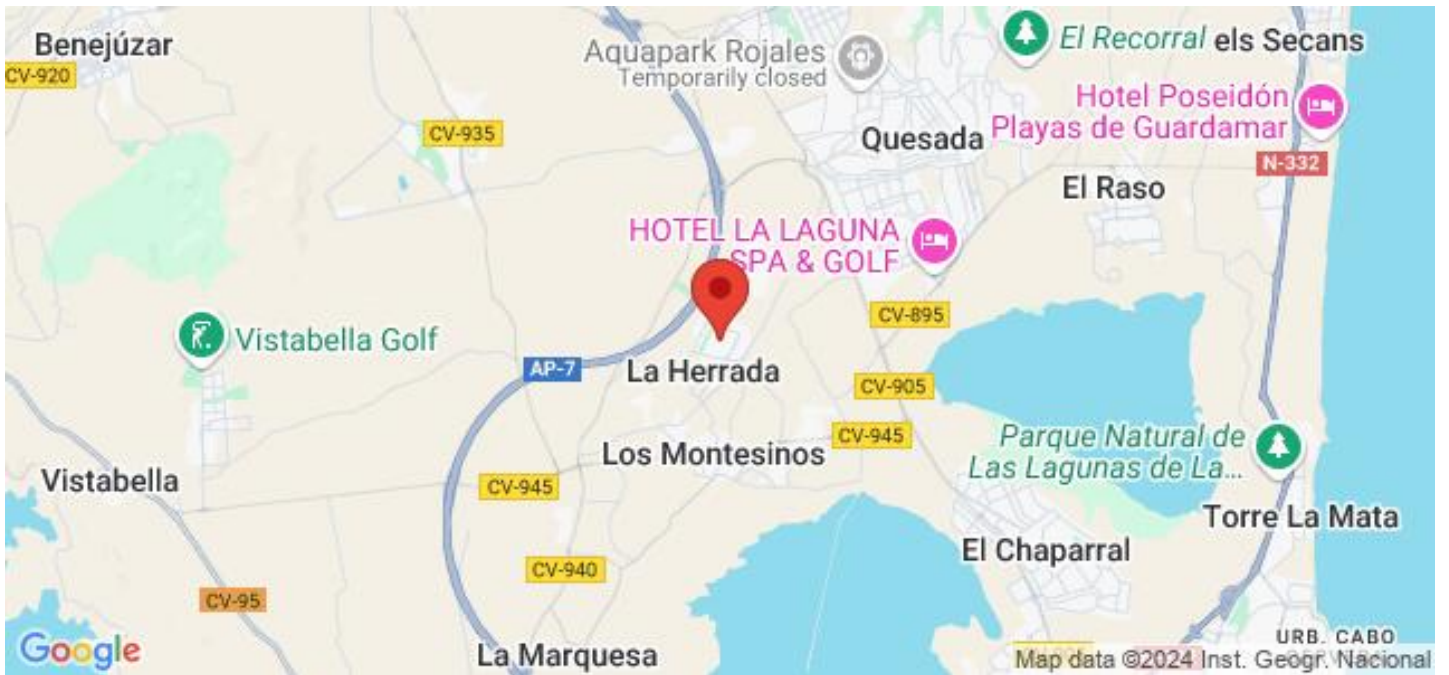 Benejúzar
CV-920
Aquapark Rojales
Temporarily closed
El Recorral
els Secans
Hotel Poseidón
Playas de Guardamar
CV-935
Quesada
N-332
El Raso
HOTEL LA LAGUNA
SPA & GOLF
CV-895
Vistabella Golf
AP-7
La Herrada
CV-905
CV-945
Parque Natural de
Las Lagunas de La...
Los Montesinos
Vistabella
CV-945
Torre La Mata
El Chaparral
CV-940
CV-95
URB. CABO
Google
La Marquesa
Map data ©2024 Inst. Geogr. Nacional